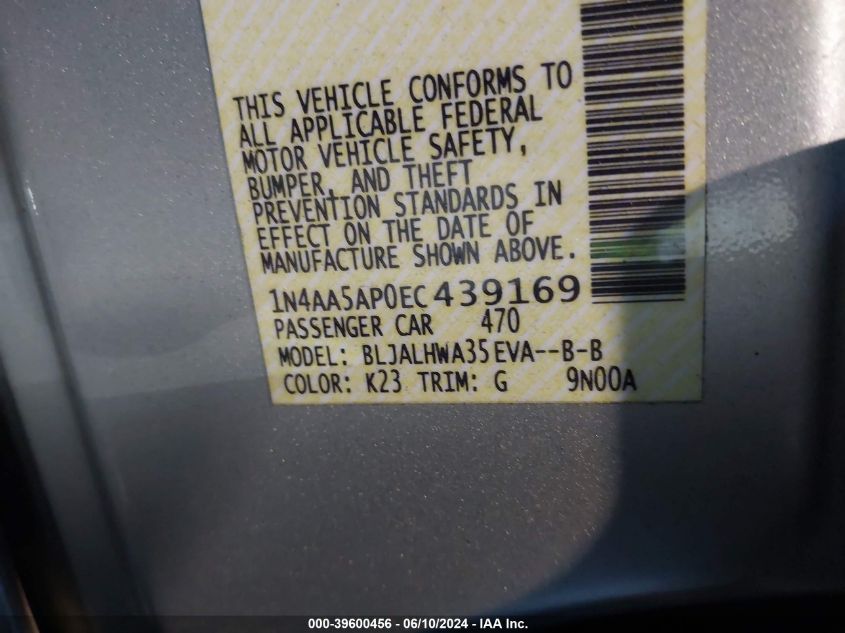 THIS VEHICLE CONFORMS TO
ALL APPLICABLE FEDERAL
MOTOR VEHICLE SAFETY,
BUMPER, AND THEFT
PREVENTION STANDARDS IN
EFFECT ON THE DATE OF
MANUFACTURE SHOWN ABOVE.
1N4AA5AP0EC439169
PASSENGER CAR 470
MODEL: BLJALHWA35EVA--B-B
COLOR: K23 TRIM: G 9N00A
000-39600456 - 06/10/2024 - IAA Inc.